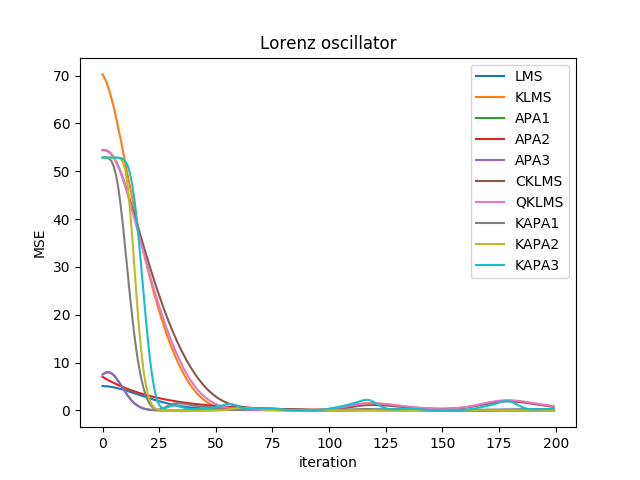 Lorenz oscillator
MSE
70
60
50
40
30
20
10
0
0 25 50 75 100 125 150 175 200
iteration
LMS
KLMS
APA1
APA2
APA3
CKLMS
QKLMS
KAPA1
KAPA2
KAPA3